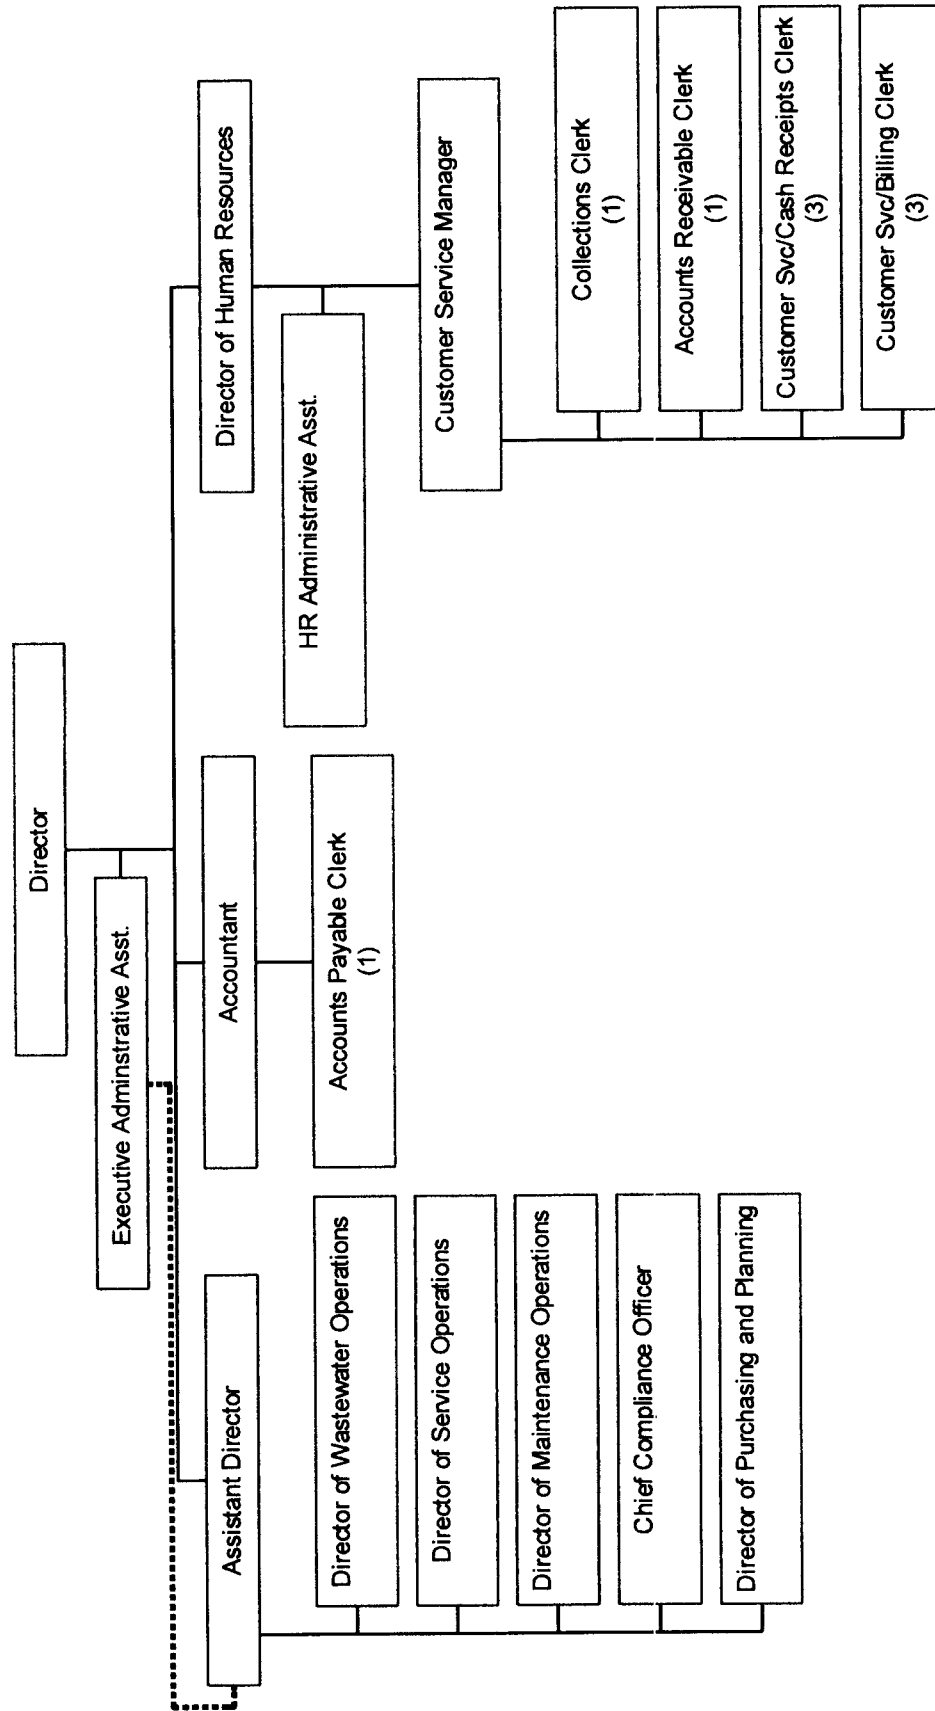 Director
Executive Adminstrative Asst.
Assistant Director
Accountant
Director of Human Resources
Director of Wastewater Operations
Director of Service Operations
Director of Maintenance Operations
Chief Compliance Officer
Director of Purchasing and Planning
Accounts Payable Clerk
(1)
HR Administrative Asst.
Customer Service Manager
Collections Clerk
(1)
Accounts Receivable Clerk
(1)
Customer Svc/Cash Receipts Clerk
(3)
Customer Svc/Billing Clerk
(3)